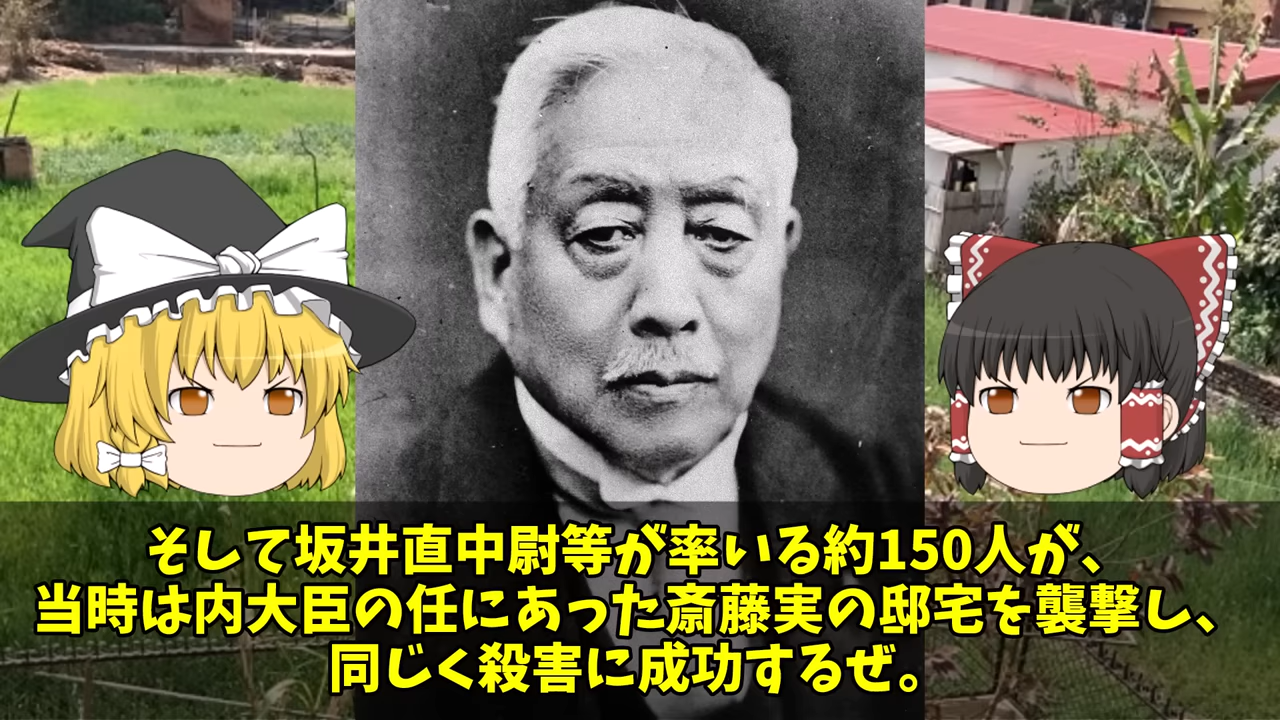 そして坂井直中尉等が率いる約150人が、
当時は内大臣の任にあった斎藤実の邸宅を襲撃し、
同じく殺害に成功するぜ。